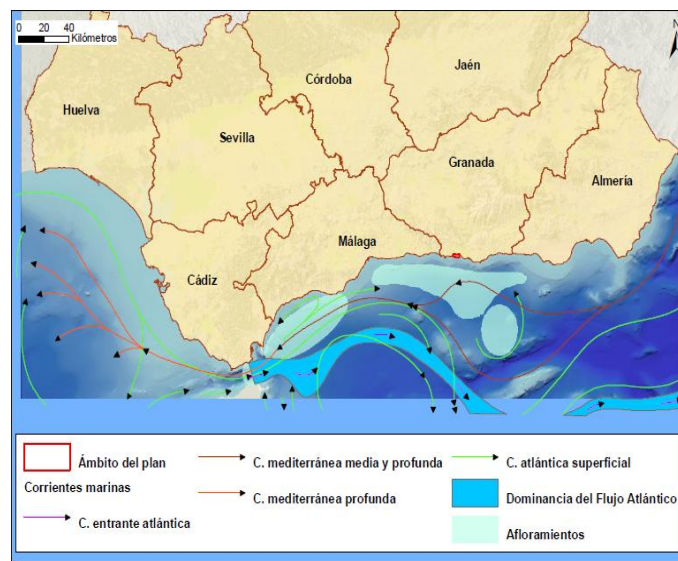 0 20 40
Kilómetros
N
Jaén
Córdoba
Huelva
Sevilla
Granada
Almería
Málaga
Cádiz
Ámbito del plan
Corrientes marinas
C. entrante atlántica
C. mediterránea media y profunda
C. mediterránea profunda
C. atlántica superficial
Dominancia del Flujo Atlántico
Afloramientos